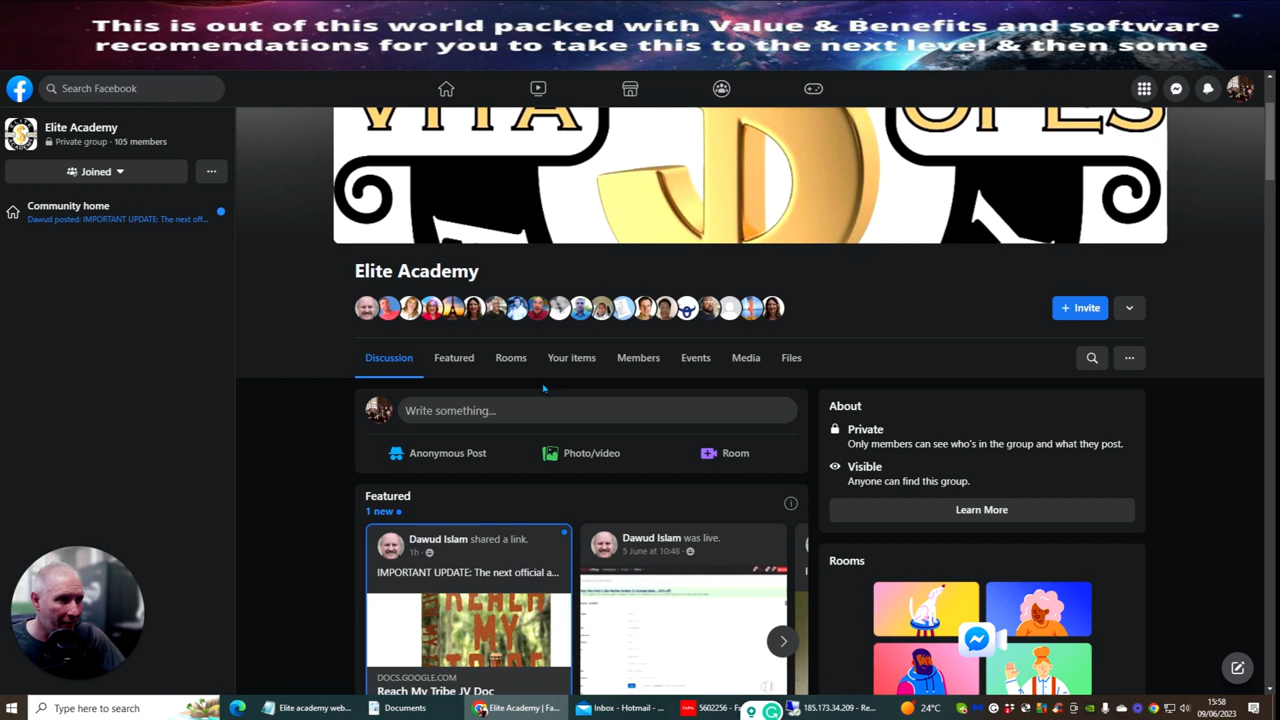 This is out of this world packed with Value & Benefits and software
recomendations for you to take this to the next level & then some
Search Facebook
Elite Academy
Private group · 105 members
Joined
Community home
Dawud posted: IMPORTANT UPDATE: The next off...
VITA
OPES
Elite Academy
+ Invite
Discussion
Featured
Rooms
Your items
Members
Events
Media
Files
Write something...
Anonymous Post
Photo/video
Room
Featured
1 new
Dawud Islam shared a link.
1h
IMPORTANT UPDATE: The next official a...
REACH
MY
DOCS.GOOGLE.COM
Reach My Tribe JV Doc
Dawud Islam was live.
5 June at 10:48
About
Private
Only members can see who's in the group and what they post.
Visible
Anyone can find this group.
Learn More
Rooms
Type here to search
Elite academy web...
Documents
Elite Academy | Fa...
Inbox - Hotmail - ...
5602256 - F
185.173.34.209 - Re...
24°C
15:58
09/06/2023